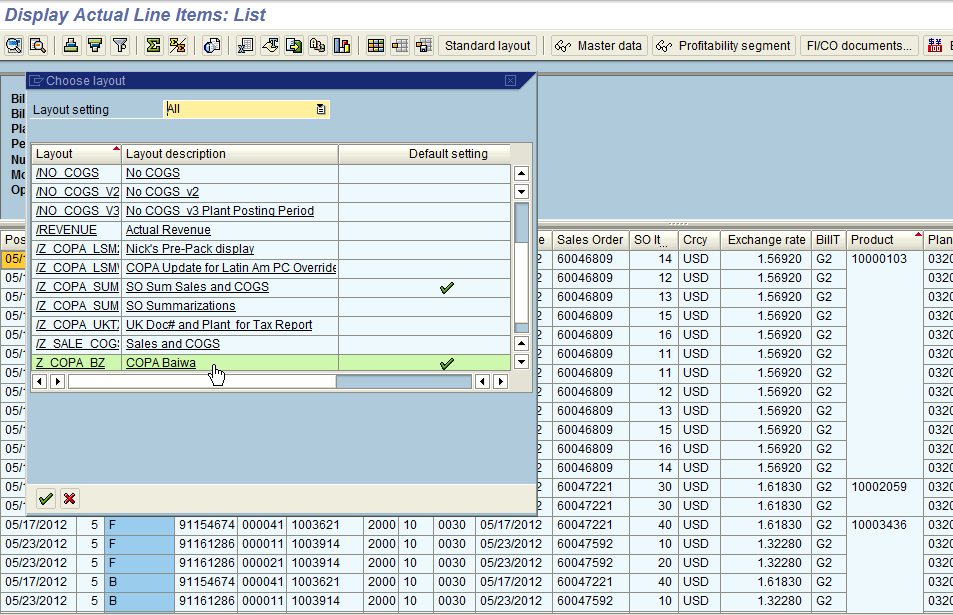 Display Actual Line Items: List
Standard layout Master data Profitability segment FI/CO documents...
Choose layout
Layout setting All
Layout Layout description Default setting
/NO_COGS No COGS
/NO_COGS_V2 No COGS_v2
/NO_COGS_V3 No COGS_v3 Plant Posting Period
/REVENUE Actual Revenue
/Z_COPA_LSM Nick's Pre-Pack display
/Z_COPA_LSM COPA Update for Latin Am PC Override
/Z_COPA_SUM SO Sum Sales and COGS
/Z_COPA_SUM SO Summarizations
/Z_COPA_UKT UK Doc# and Plant for Tax Report
/Z_SALE_COG Sales and COGS
Z_COPA_BZ COPA Baiwa
Bil
Bil
Pla
Pe
Nu
Mo
Op
Pos e Sales Order SO It... Crcy Exchange rate BillT Product Plan
05/ 2 60046809 14 USD 1.56920 G2 10000103 0320
05/ 2 60046809 12 USD 1.56920 G2 0320
05/ 2 60046809 13 USD 1.56920 G2 0320
05/ 2 60046809 15 USD 1.56920 G2 0320
05/ 2 60046809 16 USD 1.56920 G2 0320
05/ 2 60046809 11 USD 1.56920 G2 0320
05/ 2 60046809 11 USD 1.56920 G2 0320
05/ 2 60046809 12 USD 1.56920 G2 0320
05/ 2 60046809 13 USD 1.56920 G2 0320
05/ 2 60046809 15 USD 1.56920 G2 0320
05/ 2 60046809 16 USD 1.56920 G2 0320
05/ 2 60046809 14 USD 1.56920 G2 0320
05/ 2 60047221 30 USD 1.61830 G2 10002059 0320
05/ 2 60047221 30 USD 1.61830 G2 0320
05/17/2012 5 F 91154674 000041 1003621 2000 10 0030 05/17/2012 60047221 40 USD 1.61830 G2 10003436 0320
05/23/2012 5 F 91161286 000011 1003914 2000 10 0030 05/23/2012 60047592 10 USD 1.32280 G2 0320
05/23/2012 5 F 91161286 000021 1003914 2000 10 0030 05/23/2012 60047592 20 USD 1.32280 G2 0320
05/17/2012 5 B 91154674 000041 1003621 2000 10 0030 05/17/2012 60047221 40 USD 1.61830 G2 0320
05/23/2012 5 B 91161286 000011 1003914 2000 10 0030 05/23/2012 60047592 10 USD 1.32280 G2 0320